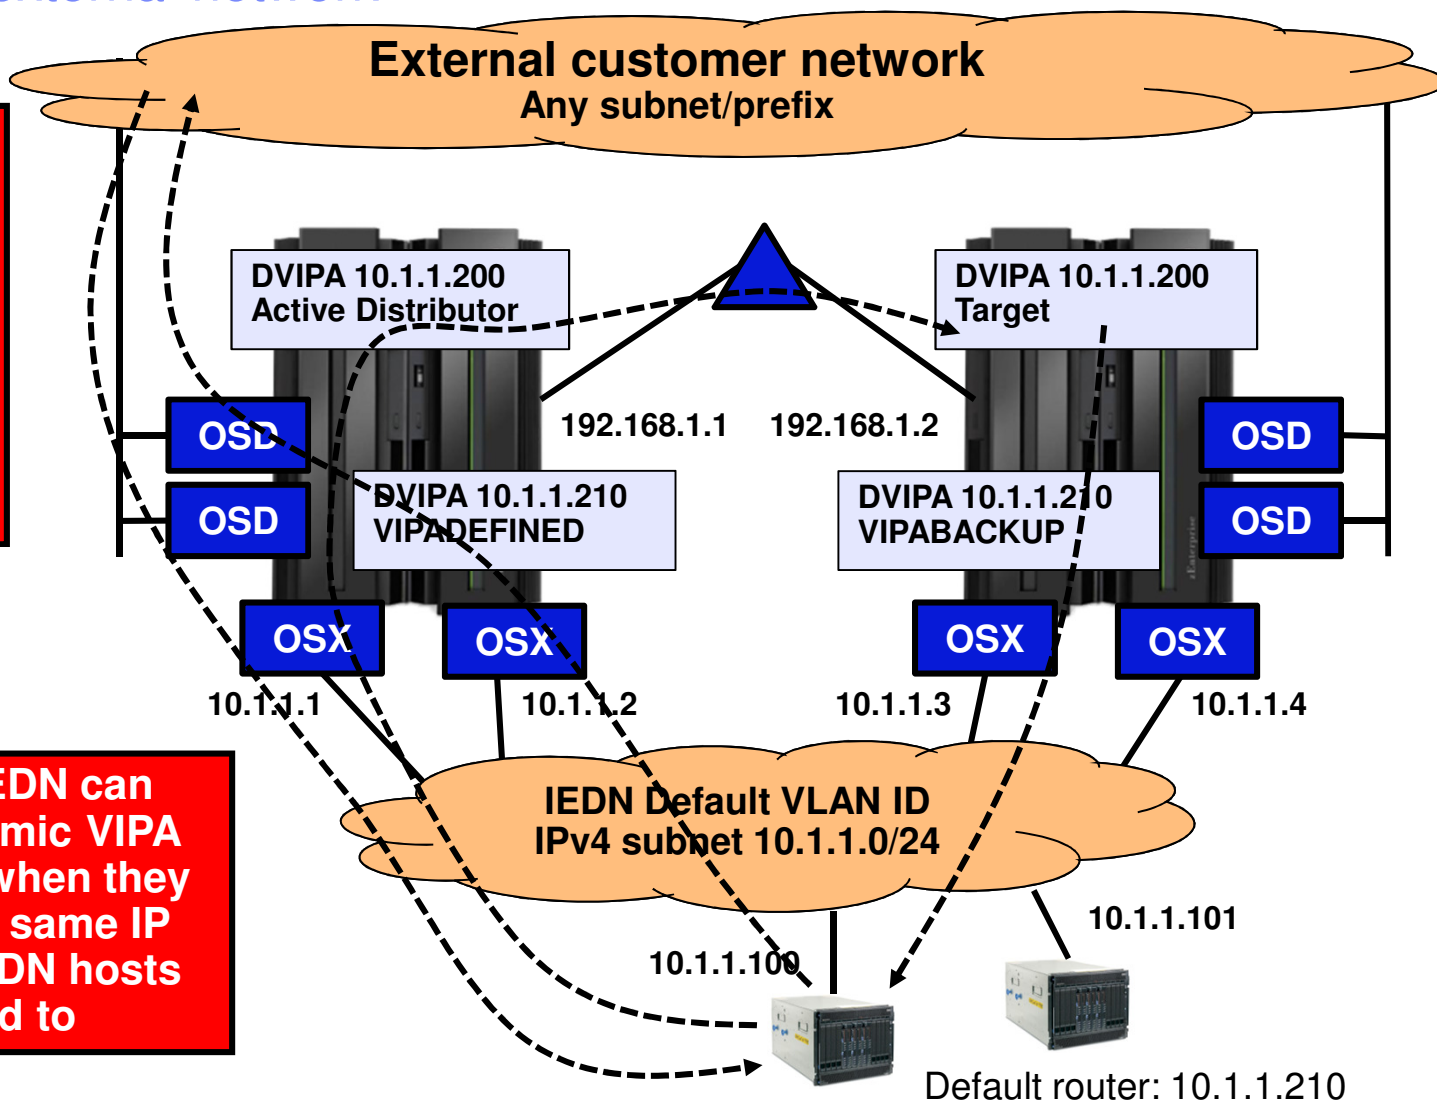 external network
External customer network
Any subnet/prefix
DVIPA 10.1.1.200
Active Distributor
DVIPA 10.1.1.200
Target
192.168.1.1
192.168.1.2
OSD
OSD
OSD
OSD
DVIPA 10.1.1.210
VIPADEFINED
DVIPA 10.1.1.210
VIPABACKUP
zEnterprise
OSX
OSX
OSX
OSX
10.1.1.1
10.1.1.2
10.1.1.3
10.1.1.4
EDN can
mic VIPA
when they
same IP
DN hosts
d to
IEDN Default VLAN ID
IPv4 subnet 10.1.1.0/24
10.1.1.100
10.1.1.101
Default router: 10.1.1.210